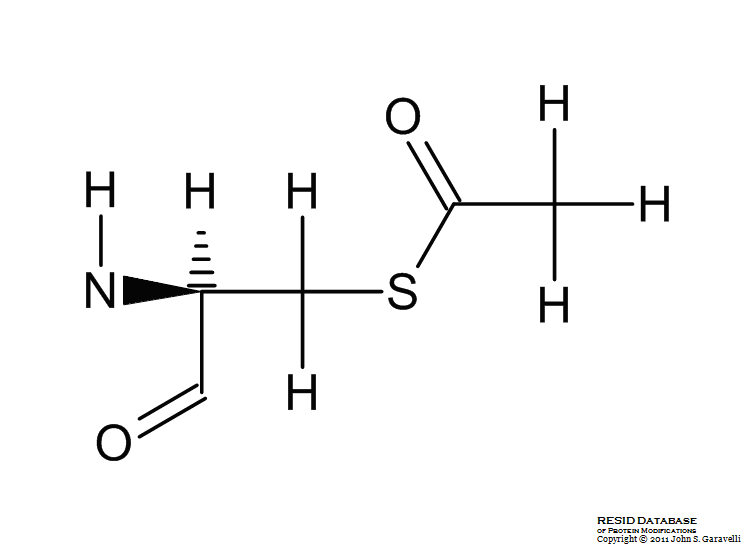 O H
H H H H
N S H
H
O
RESID DATABASE
OF PROTEIN MODIFICATIONS
Copyright © 2011 John S. Garavelli